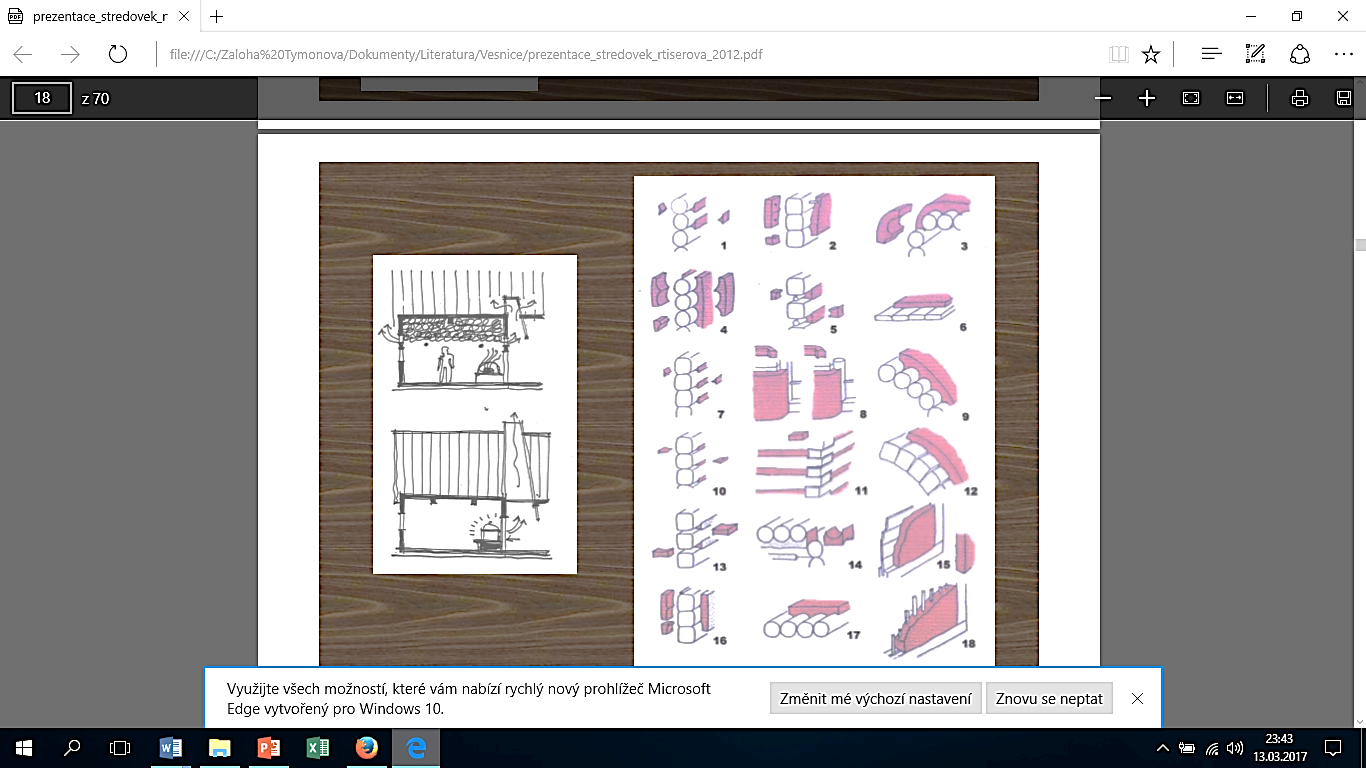 prezentace_stredovek_r
file:///C:/Zaloha%20Tymonova/Dokumenty/Literatura/Vesnice/prezentace_stredovek_rtiserova_2012.pdf
18 z 70
1 2 3
4 5 6
7 8 9
10 11 12
13 14 15
16 17 18
Využijte všech možností, které vám nabízí rychlý nový prohlížeč Microsoft
Edge vytvořený pro Windows 10.
Změnit mé výchozí nastavení
Znovu se neptat
23:43
13.03.2017